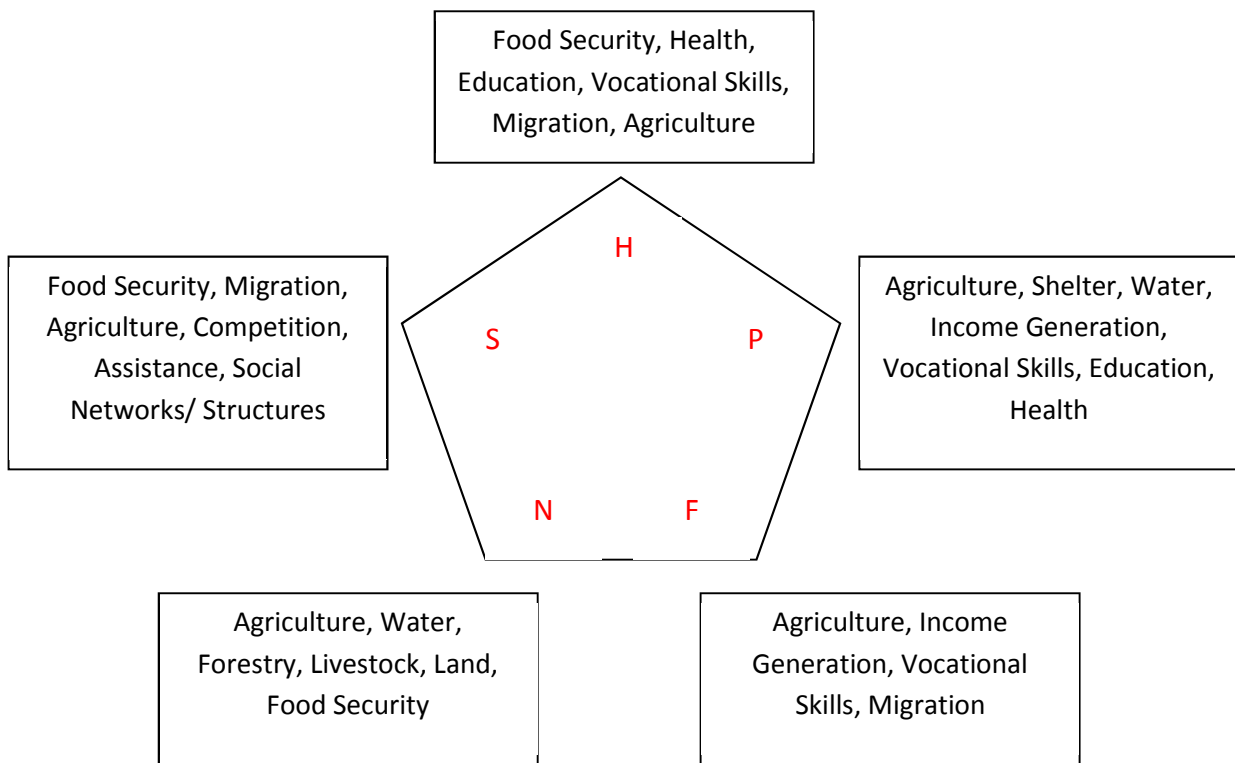 Food Security, Health,
Education, Vocational Skills,
Migration, Agriculture
H
Food Security, Migration,
Agriculture, Competition,
Assistance, Social
Networks/ Structures
S
P
Agriculture, Shelter, Water,
Income Generation,
Vocational Skills, Education,
Health
N
F
Agriculture, Water,
Forestry, Livestock, Land,
Food Security
Agriculture, Income
Generation, Vocational
Skills, Migration